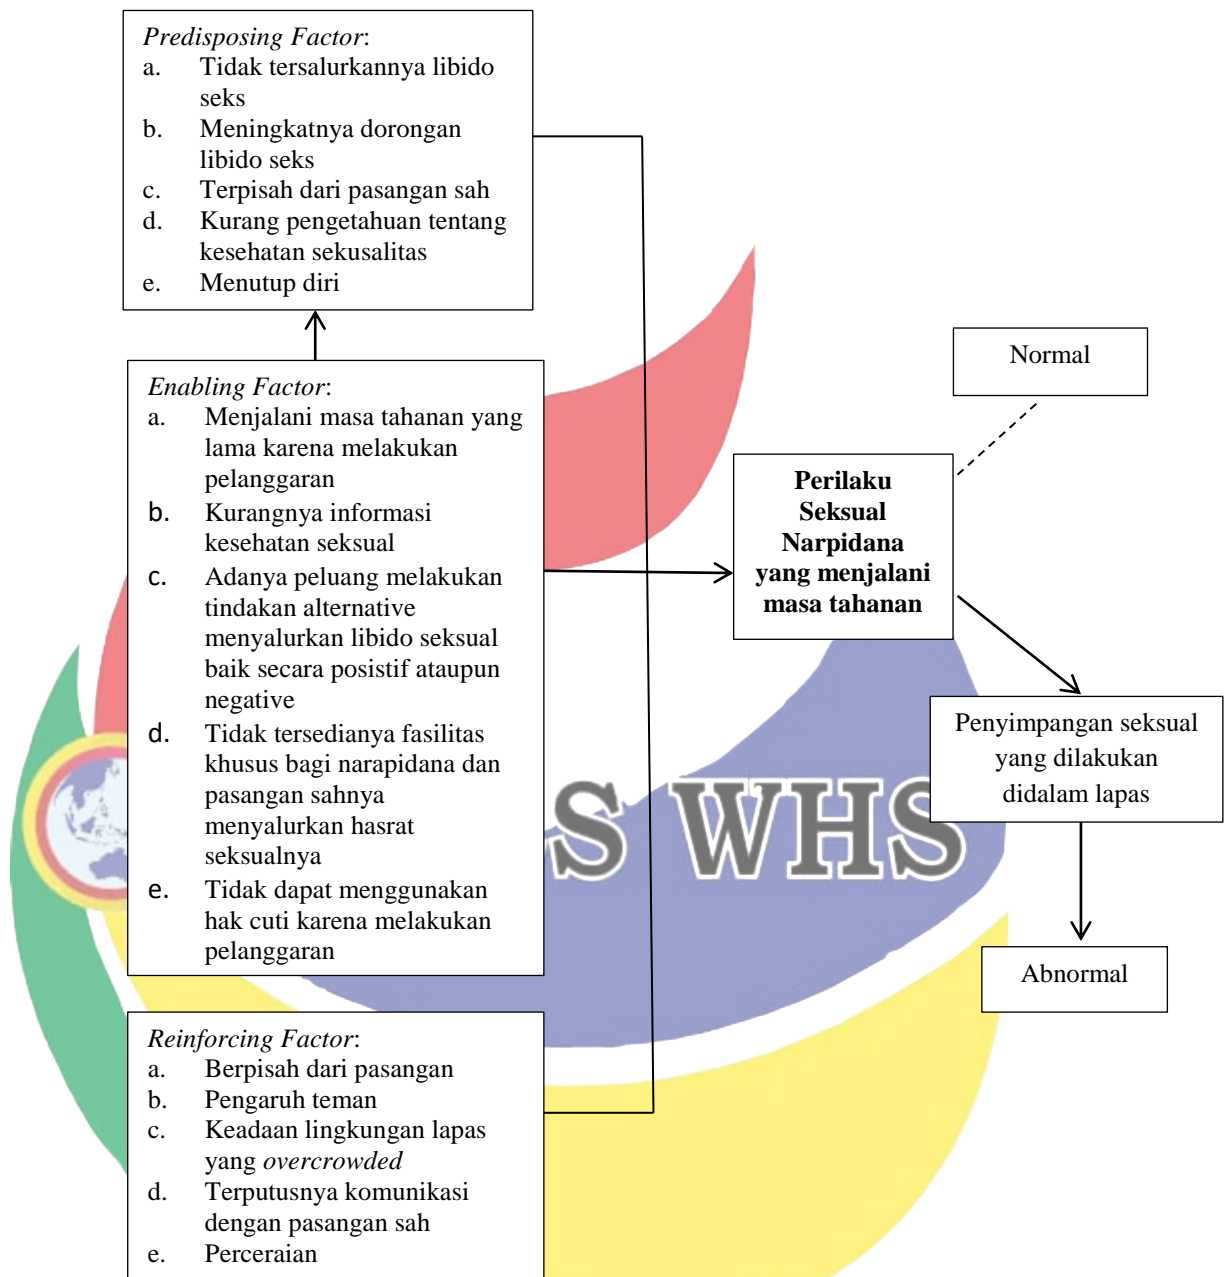 Predisposing Factor:
a. Tidak tersalurkannya libido
seks
b. Meningkatnya dorongan
libido seks
c. Terpisah dari pasangan sah
d. Kurang pengetahuan tentang
kesehatan sekusalitas
e. Menutup diri
Enabling Factor:
a. Menjalani masa tahanan yang
lama karena melakukan
pelanggaran
b. Kurangnya informasi
kesehatan seksual
c. Adanya peluang melakukan
tindakan alternative
menyalurkan libido seksual
baik secara posistif ataupun
negative
d. Tidak tersedianya fasilitas
khusus bagi narapidana dan
pasangan sahnya
menyalurkan hasrat
seksualnya
e. Tidak dapat menggunakan
hak cuti karena melakukan
pelanggaran
Reinforcing Factor:
a. Berpisah dari pasangan
b. Pengaruh teman
c. Keadaan lingkungan lapas
yang overcrowded
d. Terputusnya komunikasi
dengan pasangan sah
e. Perceraian
Perilaku
Seksual
Narpidana
yang menjalani
masa tahanan
Normal
Penyimpangan seksual
yang dilakukan
didalam lapas
Abnormal
WHS